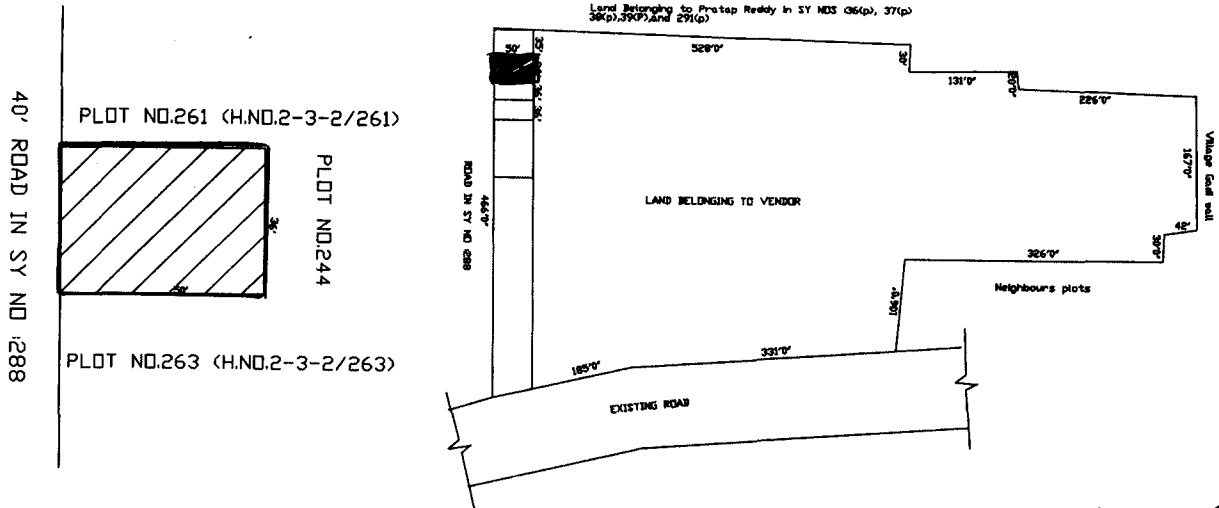 Land Belonging to Pratap Reddy in SY NOS (36(p), 37(p)
38(p),39(P),and 291(p)
50'
35'
528'0"
30'
131'0"
20'0"
226'0"
36'
36'
PLOT NO.261 (H.NO.2-3-2/261)
40' ROAD IN SY NO :288
PLOT NO.244
36'
50'
PLOT NO.263 (H.NO.2-3-2/263)
ROAD IN SY NO :288
466'0"
LAND BELONGING TO VENDOR
167'0"
Village Gadi wall
30'0"
326'0"
Neighbours plots
106'0"
331'0"
185'0"
EXISTING ROAD